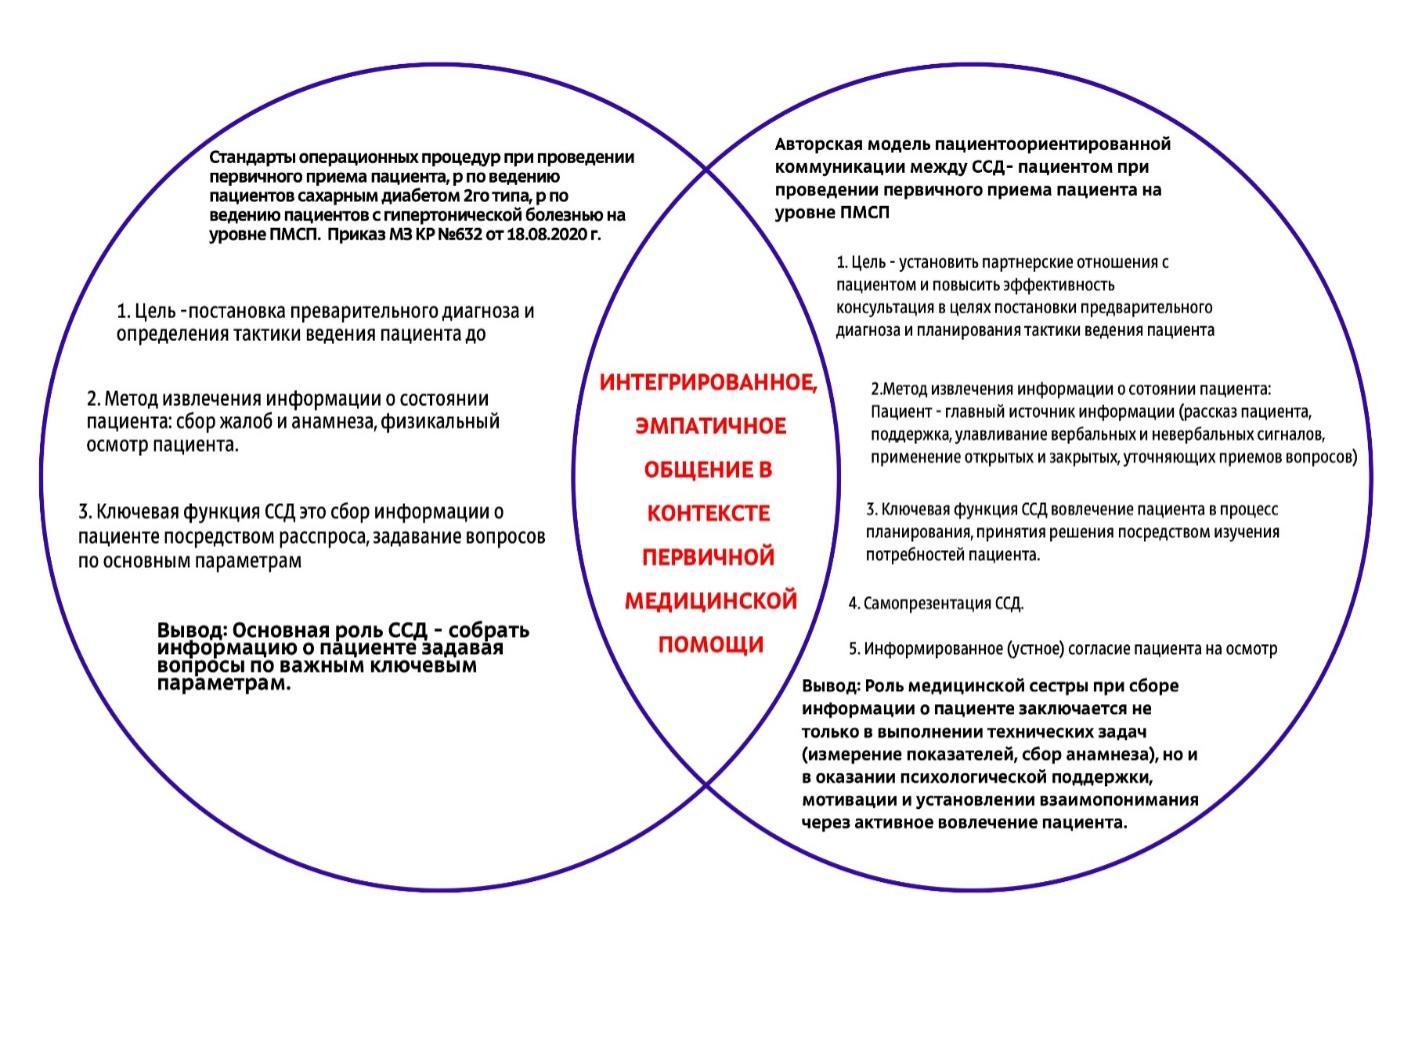 Стандарты операционных процедур при проведении
первичного приема пациента, р по ведению
пациентов сахарным диабетом 2го типа, р по
ведению пациентов с гипертонической болезнью на
уровне ПМСП. Приказ МЗ КР №632 от 18.08.2020 г.
1. Цель -постановка преварительного диагноза и
определения тактики ведения пациента до
2. Метод извлечения информации о состоянии
пациента: сбор жалоб и анамнеза, физикальный
осмотр пациента.
3. Ключевая функция ССД это сбор информации о
пациенте посредством расспроса, задавание вопросов
по основным параметрам
Вывод: Основная роль ССД - собрать
информацию о пациенте задавая
вопросы по важным ключевым
параметрам.
ИНТЕГРИРОВАННОЕ,
ЭМПАТИЧНОЕ
ОБЩЕНИЕ В
КОНТЕКСТЕ
ПЕРВИЧНОЙ
МЕДИЦИНСКОЙ
ПОМОЩИ
Авторская модель пациентоориентированной
коммуникации между ССД- пациентом при
проведении первичного приема пациента на
уровне ПМСП
1. Цель - установить партнерские отношения с
пациентом и повысить эффективность
консультация в целях постановки предварительного
диагноза и планирования тактики ведения пациента
2.Метод извлечения информации о сотоянии пациента:
Пациент - главный источник информации (рассказ пациента,
поддержка, улавливание вербальных и невербальных сигналов,
применение открытых и закрытых, уточняющих приемов вопросов)
3. Ключевая функция ССД вовлечение пациента в процесс
планирования, принятия решения посредством изучения
потребностей пациента.
4. Самопрезентация ССД.
5. Информированное (устное) согласие пациента на осмотр
Вывод: Роль медицинской сестры при сборе
информации о пациенте заключается не
только в выполнении технических задач
(измерение показателей, сбор анамнеза), но и
в оказании психологической поддержки,
мотивации и установлении взаимопонимания
через активное вовлечение пациента.